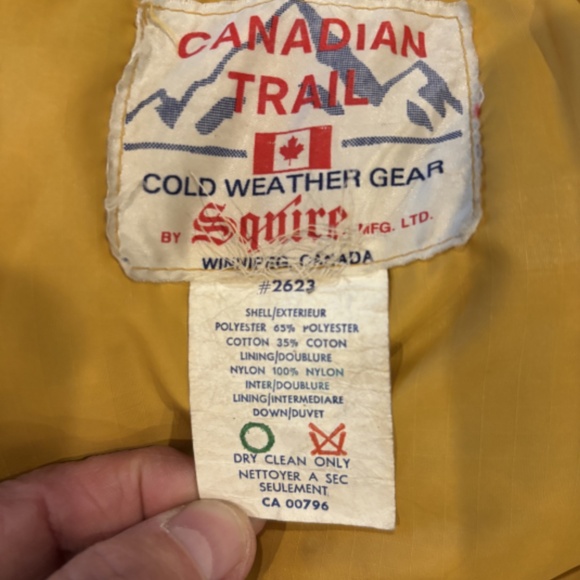 CANADIAN
TRAIL
COLD WEATHER GEAR
BY Squire MFG. LTD.
WINNIPEG, CANADA
#2623
SHELL/EXTERIEUR
POLYESTER 65% POLYESTER
COTTON 35% COTON
LINING/DOUBLURE
NYLON 100% NYLON
INTER/DOUBLURE
LINING/INTERMEDIARE
DOWN/DUVET
DRY CLEAN ONLY
NETTOYER A SEC
SEULEMENT
CA 00796